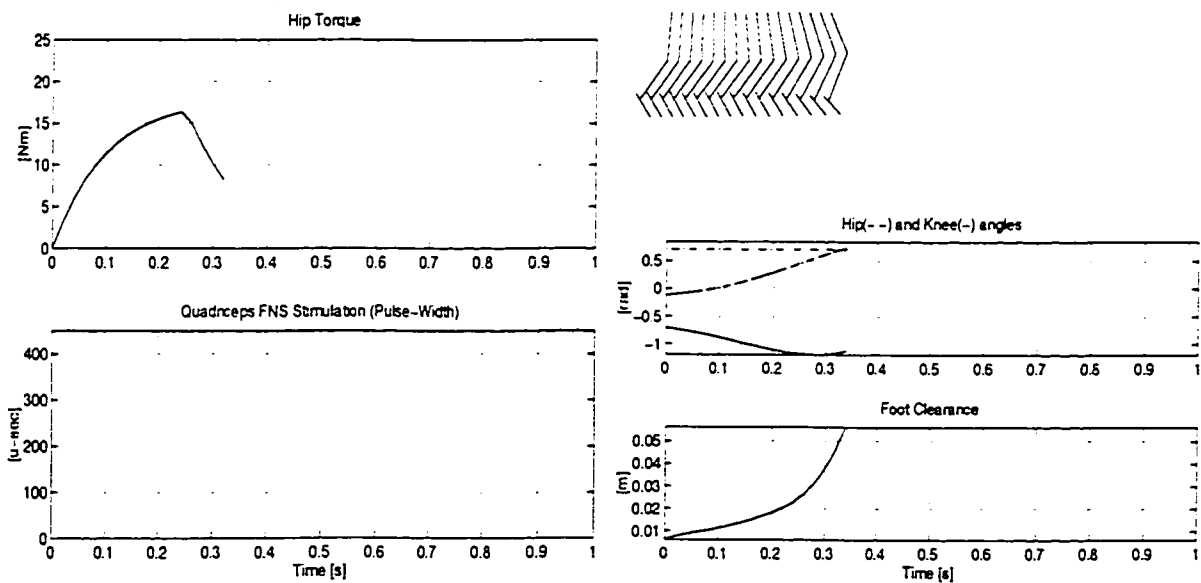 Hip Torque
25
20
15
10
5
0
[Nm]
0 0.1 0.2 0.3 0.4 0.5 0.6 0.7 0.8 0.9 1
Quadriceps FNS Stimulation (Pulse-Width)
400
300
200
100
0
[u-sec]
0 0.1 0.2 0.3 0.4 0.5 0.6 0.7 0.8 0.9 1
Time [s]
Hip(- -) and Knee(-) angles
0.5
0
-0.5
-1
[rad]
0 0.1 0.2 0.3 0.4 0.5 0.6 0.7 0.8 0.9 1
Foot Clearance
0.05
0.04
0.03
0.02
0.01
[m]
0 0.1 0.2 0.3 0.4 0.5 0.6 0.7 0.8 0.9 1
Time [s]